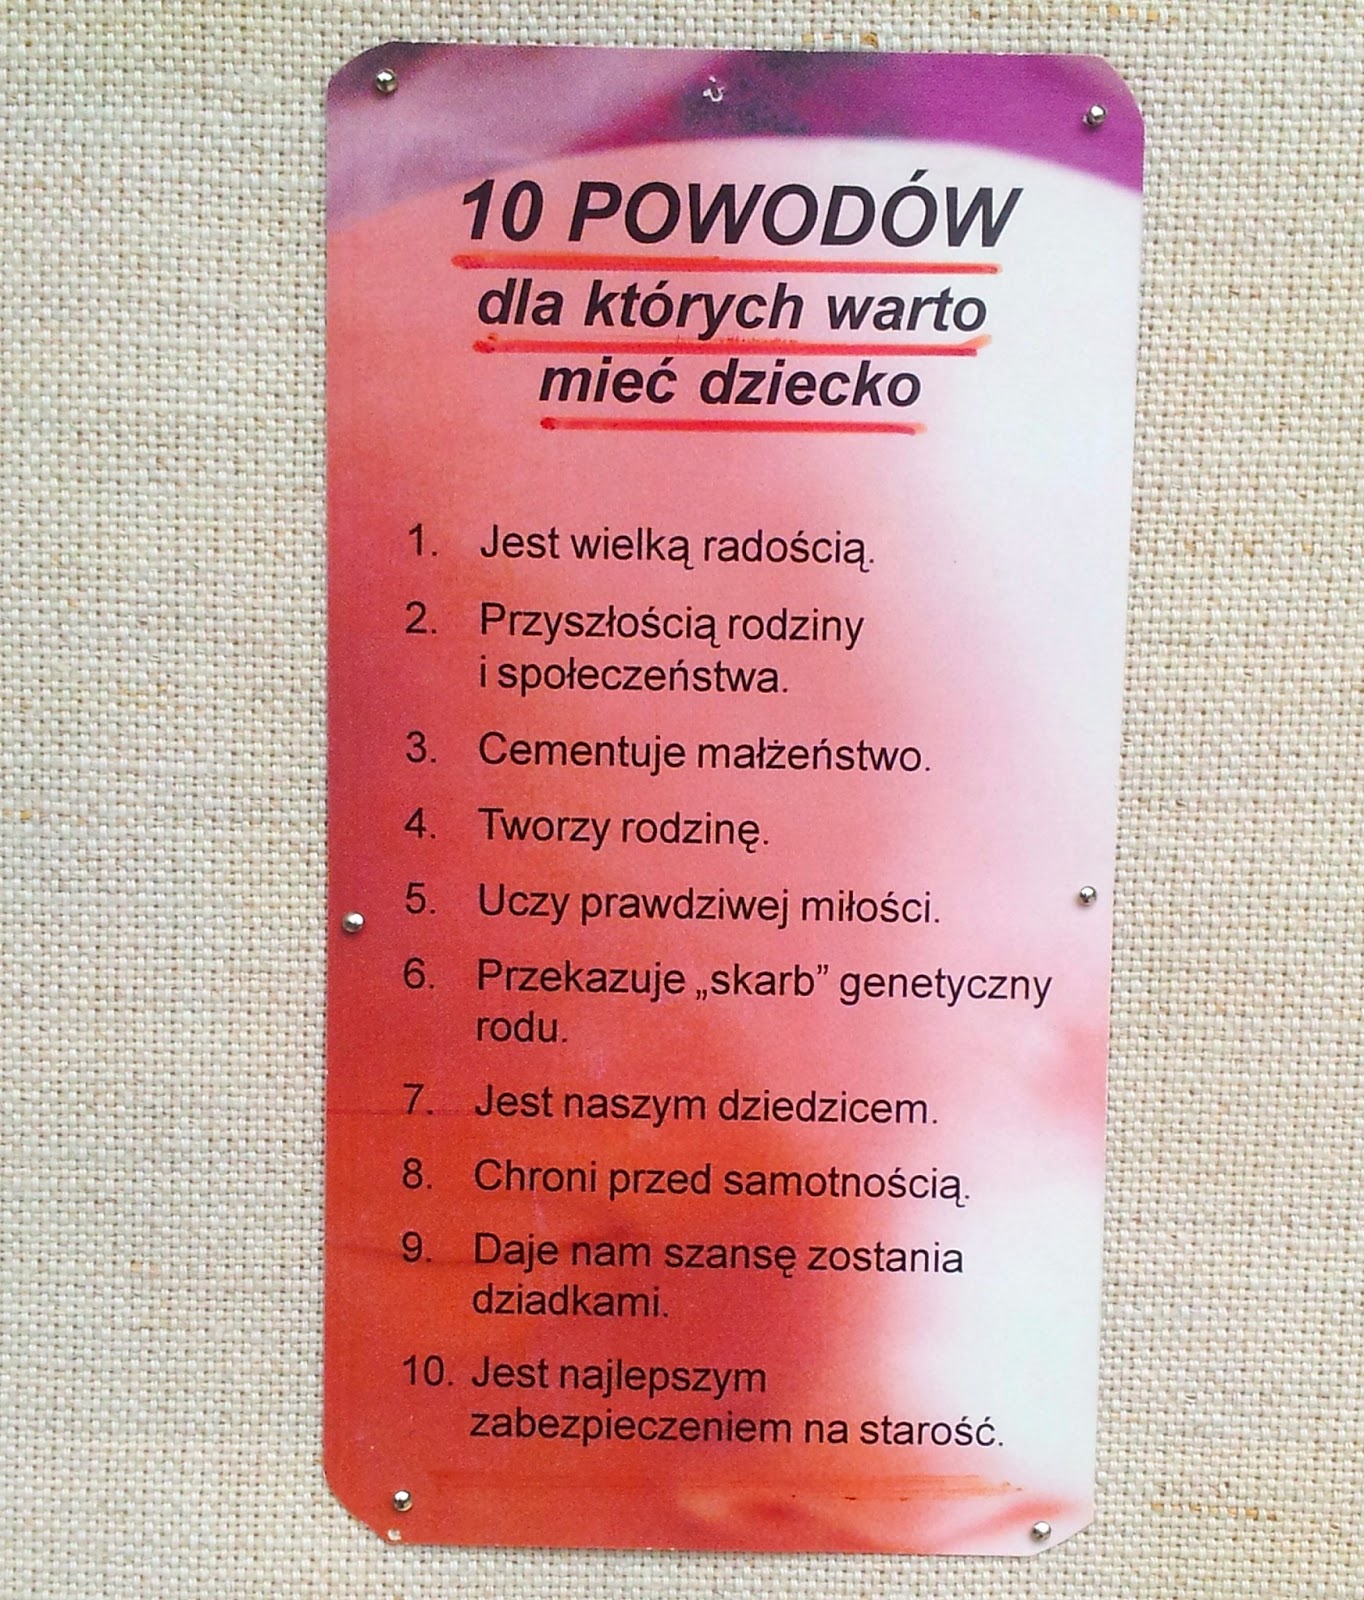 10 POWODÓW
dla których warto
mieć dziecko
1. Jest wielką radością.
2. Przyszłością rodziny
i społeczeństwa.
3. Cementuje małżeństwo.
4. Tworzy rodzinę.
5. Uczy prawdziwej miłości.
6. Przekazuje „skarb” genetyczny
rodu.
7. Jest naszym dziedzicem.
8. Chroni przed samotnością.
9. Daje nam szansę zostania
dziadkami.
10. Jest najlepszym
zabezpieczeniem na starość.